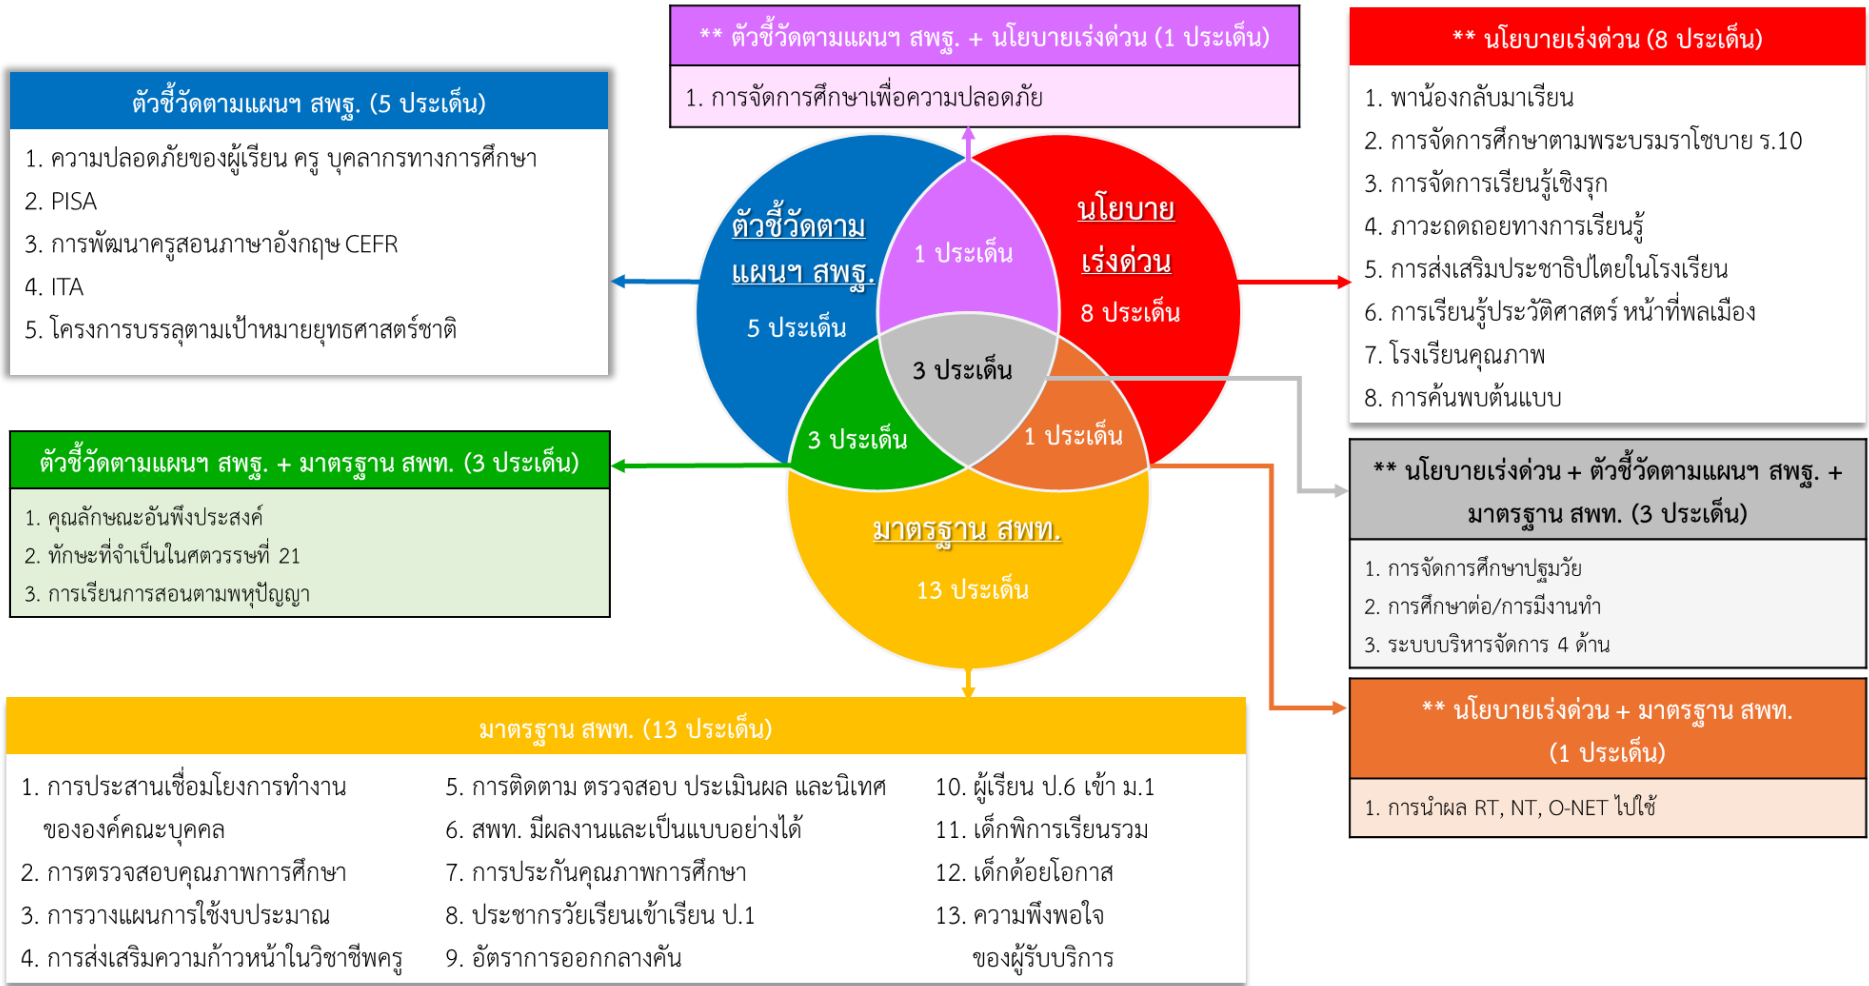 ** ตัวชี้วัดตามแผนฯ สพฐ. + นโยบายเร่งด่วน (1 ประเด็น)
1. การจัดการศึกษาเพื่อความปลอดภัย
** นโยบายเร่งด่วน (8 ประเด็น)
1. พาน้องกลับมาเรียน
2. การจัดการศึกษาตามพระบรมราโชบาย ร.10
3. การจัดการเรียนรู้เชิงรุก
4. ภาวะถดถอยทางการเรียนรู้
5. การส่งเสริมประชาธิปไตยในโรงเรียน
6. การเรียนรู้ประวัติศาสตร์ หน้าที่พลเมือง
7. โรงเรียนคุณภาพ
8. การค้นพบต้นแบบ
ตัวชี้วัดตามแผนฯ สพฐ. (5 ประเด็น)
1. ความปลอดภัยของผู้เรียน ครู บุคลากรทางการศึกษา
2. PISA
3. การพัฒนาครูสอนภาษาอังกฤษ CEFR
4. ITA
5. โครงการบรรลุตามเป้าหมายยุทธศาสตร์ชาติ
ตัวชี้วัดตาม
แผนฯ สพฐ.
5 ประเด็น
1 ประเด็น
นโยบาย
เร่งด่วน
8 ประเด็น
3 ประเด็น
3 ประเด็น
1 ประเด็น
มาตรฐาน สพท.
13 ประเด็น
ตัวชี้วัดตามแผนฯ สพฐ. + มาตรฐาน สพท. (3 ประเด็น)
1. คุณลักษณะอันพึงประสงค์
2. ทักษะที่จำเป็นในศตวรรษที่ 21
3. การเรียนการสอนตามพหุปัญญา
** นโยบายเร่งด่วน + ตัวชี้วัดตามแผนฯ สพฐ. +
มาตรฐาน สพท. (3 ประเด็น)
1. การจัดการศึกษาปฐมวัย
2. การศึกษาต่อ/การมีงานทำ
3. ระบบบริหารจัดการ 4 ด้าน
** นโยบายเร่งด่วน + มาตรฐาน สพท.
(1 ประเด็น)
1. การนำผล RT, NT, O-NET ไปใช้
มาตรฐาน สพท. (13 ประเด็น)
1. การประสานเชื่อมโยงการทำงาน
ขององค์คณะบุคคล
2. การตรวจสอบคุณภาพการศึกษา
3. การวางแผนการใช้งบประมาณ
4. การส่งเสริมความก้าวหน้าในวิชาชีพครู
5. การติดตาม ตรวจสอบ ประเมินผล และนิเทศ
6. สพท. มีผลงานและเป็นแบบอย่างได้
7. การประกันคุณภาพการศึกษา
8. ประชากรวัยเรียนเข้าเรียน ป.1
9. อัตราการออกกลางคัน
10. ผู้เรียน ป.6 เข้า ม.1
11. เด็กพิการเรียนรวม
12. เด็กด้อยโอกาส
13. ความพึงพอใจ
ของผู้รับบริการ